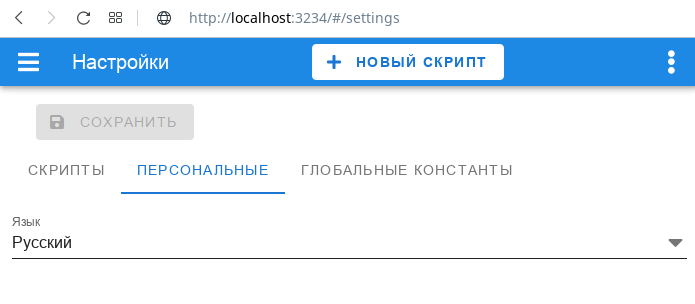 http://localhost:3234/#/settings
Настройки
НОВЫЙ СКРИПТ
СОХРАНИТЬ
СКРИПТЫ ПЕРСОНАЛЬНЫЕ ГЛОБАЛЬНЫЕ КОНСТАНТЫ
Язык
Русский